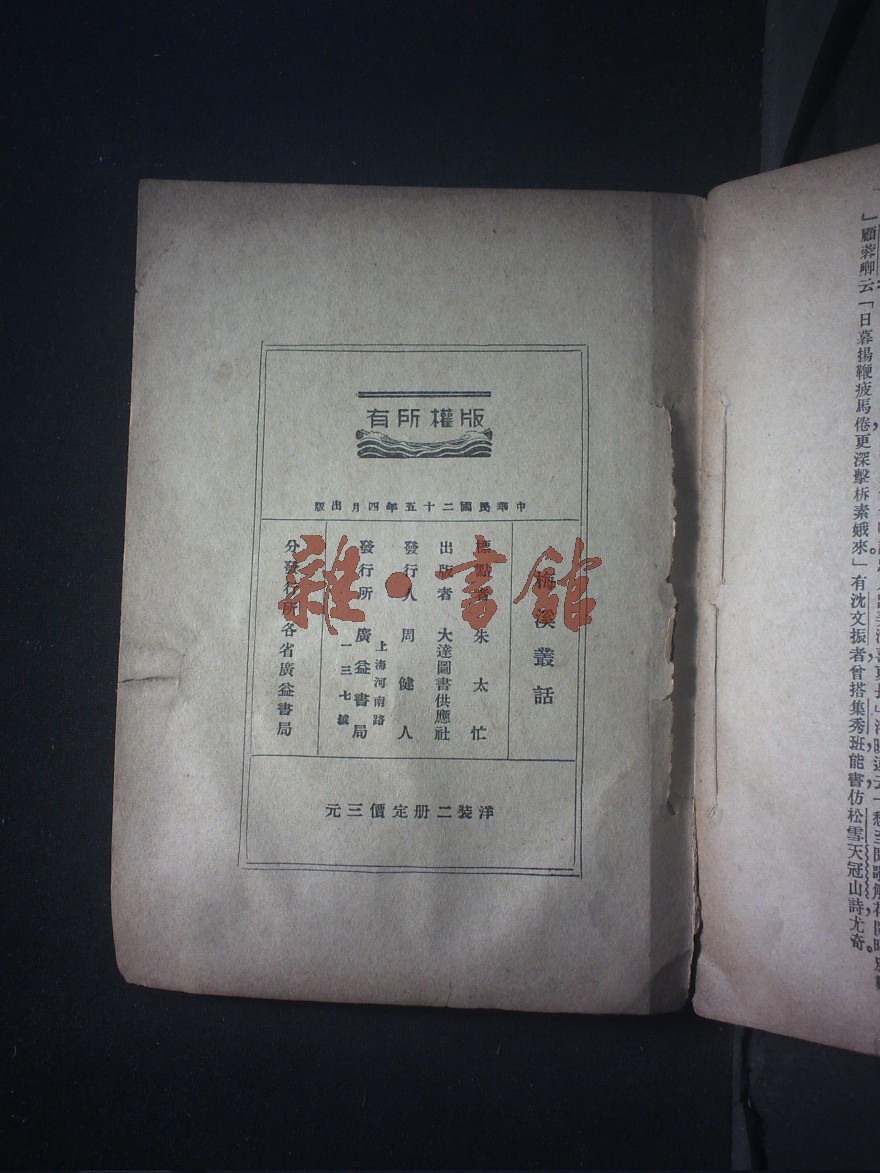 」顧蓉卿云「日暮揚鞭疲馬倦,更深擊柝素娥來。」有沈文振者,曾搭集秀班,能書,仿松雪天冠山詩,尤奇。
版權所有
中華民國二十五年四月出版
梅溪叢話
標點者 朱太忙
出版者 大達圖書供應社
發行人 周健人
發行所 廣益書局
上海河南路
一三七號
分發行所各省廣益書局
洋裝二册定價三元
雜·書館